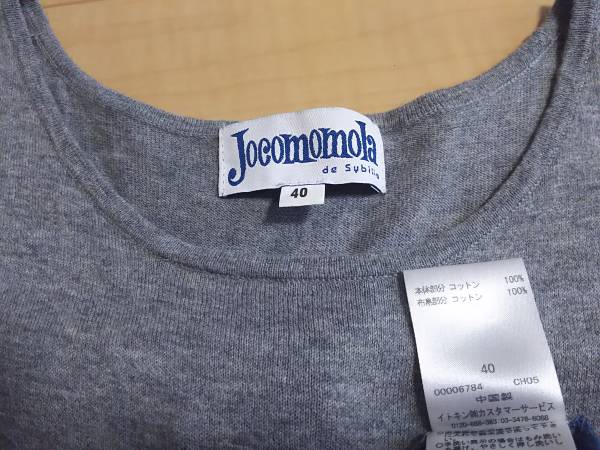 Jocomomola
de Sybilla
40
本体部分 コットン 100%
布帛部分 コットン 100%
40
00006784 CH05
中国製
イトキン㈱カスタマーサービス